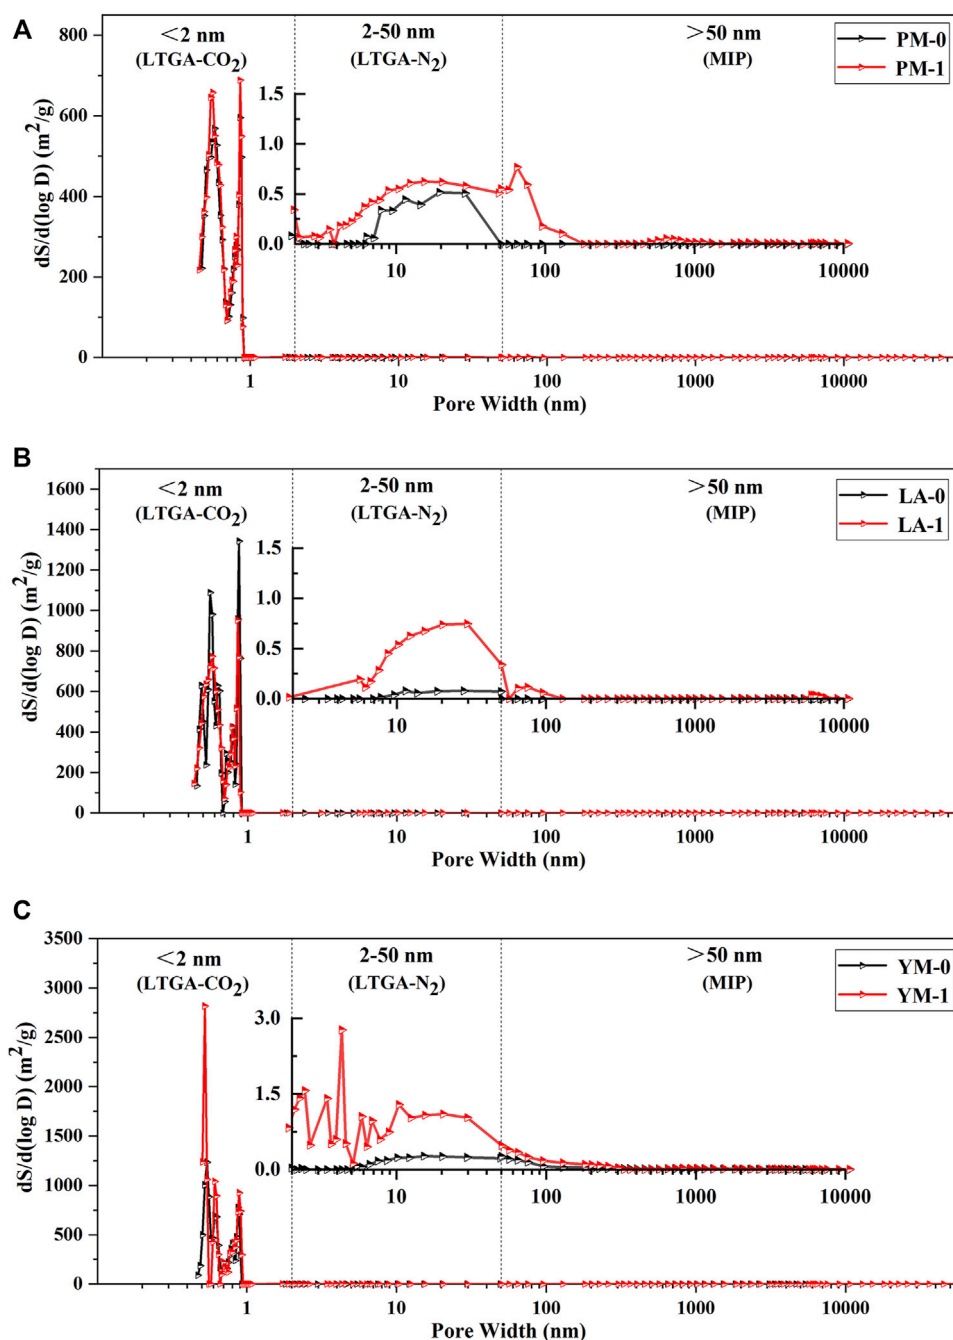 A
<2 nm
(LTGA-CO2)
2-50 nm
(LTGA-N2)
>50 nm
(MIP)
PM-0
PM-1
dS/d(log D) (m2/g)
800
600
400
200
0
1.5
1.0
0.5
0.0
10
100
1000
10000
1
10
100
1000
10000
Pore Width (nm)
B
<2 nm
(LTGA-CO2)
2-50 nm
(LTGA-N2)
>50 nm
(MIP)
LA-0
LA-1
dS/d(log D) (m2/g)
1600
1400
1200
1000
800
600
400
200
0
1.5
1.0
0.5
0.0
10
100
1000
10000
1
10
100
1000
10000
Pore Width (nm)
C
<2 nm
(LTGA-CO2)
2-50 nm
(LTGA-N2)
>50 nm
(MIP)
YM-0
YM-1
dS/d(log D) (m2/g)
3500
3000
2500
2000
1500
1000
500
0
3.0
1.5
0.0
10
100
1000
10000
1
10
100
1000
10000
Pore Width (nm)